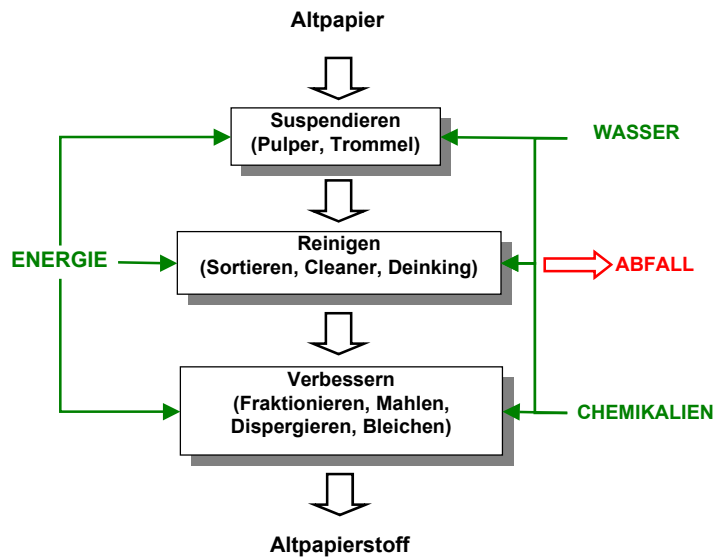 Altpapier
Suspendieren
(Pulper, Trommel)
WASSER
Reinigen
(Sortieren, Cleaner, Deinking)
ENERGIE
ABFALL
Verbessern
(Fraktionieren, Mahlen,
Dispergieren, Bleichen)
CHEMIKALIEN
Altpapierstoff